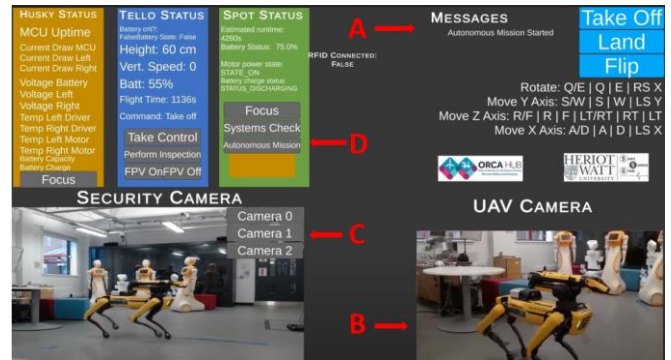 HUSKY STATUS
MCU Uptime
Current Draw MCU
Current Draw Left
Current Draw Right
Voltage Battery
Voltage Left
Voltage Right
Temp Left Driver
Temp Right Driver
Temp Left Motor
Temp Right Motor
Battery Capacity
Battery Charge
Focus
TELLO STATUS
Battery crit?:
False Battery State: False
Height: 60 cm
Vert. Speed: 0
Batt: 55%
Flight Time: 1136s
Command: Take off
Take Control
Perform Inspection
FPV On FPV Off
SPOT STATUS
Estimated runtime:
4260s
Battery Status: 75.0%
Motor power state:
STATE_ON
Battery charge status:
STATUS_DISCHARGING
Focus
Systems Check
Autonomous Mission
RFID CONNECTED:
FALSE
A
D
C
B
MESSAGES
Autonomous Mission Started
Take Off
Land
Flip
Rotate: Q/E | Q | E | RS X
Move Y Axis: S/W | S | W | LS Y
Move Z Axis: R/F | R | F | LT/RT | RT | LT
Move X Axis: A/D | A | D | LS X
ORCA HUB
HERIOT
WATT
UNIVERSITY
SECURITY CAMERA
Camera 0
Camera 1
Camera 2
UAV CAMERA